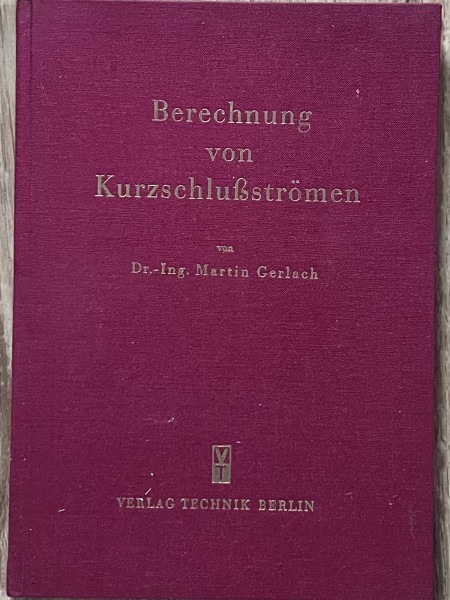 Berechnung
von
Kurzschlußströmen
von
Dr.-Ing. Martin Gerlach
VT
VERLAG TECHNIK BERLIN